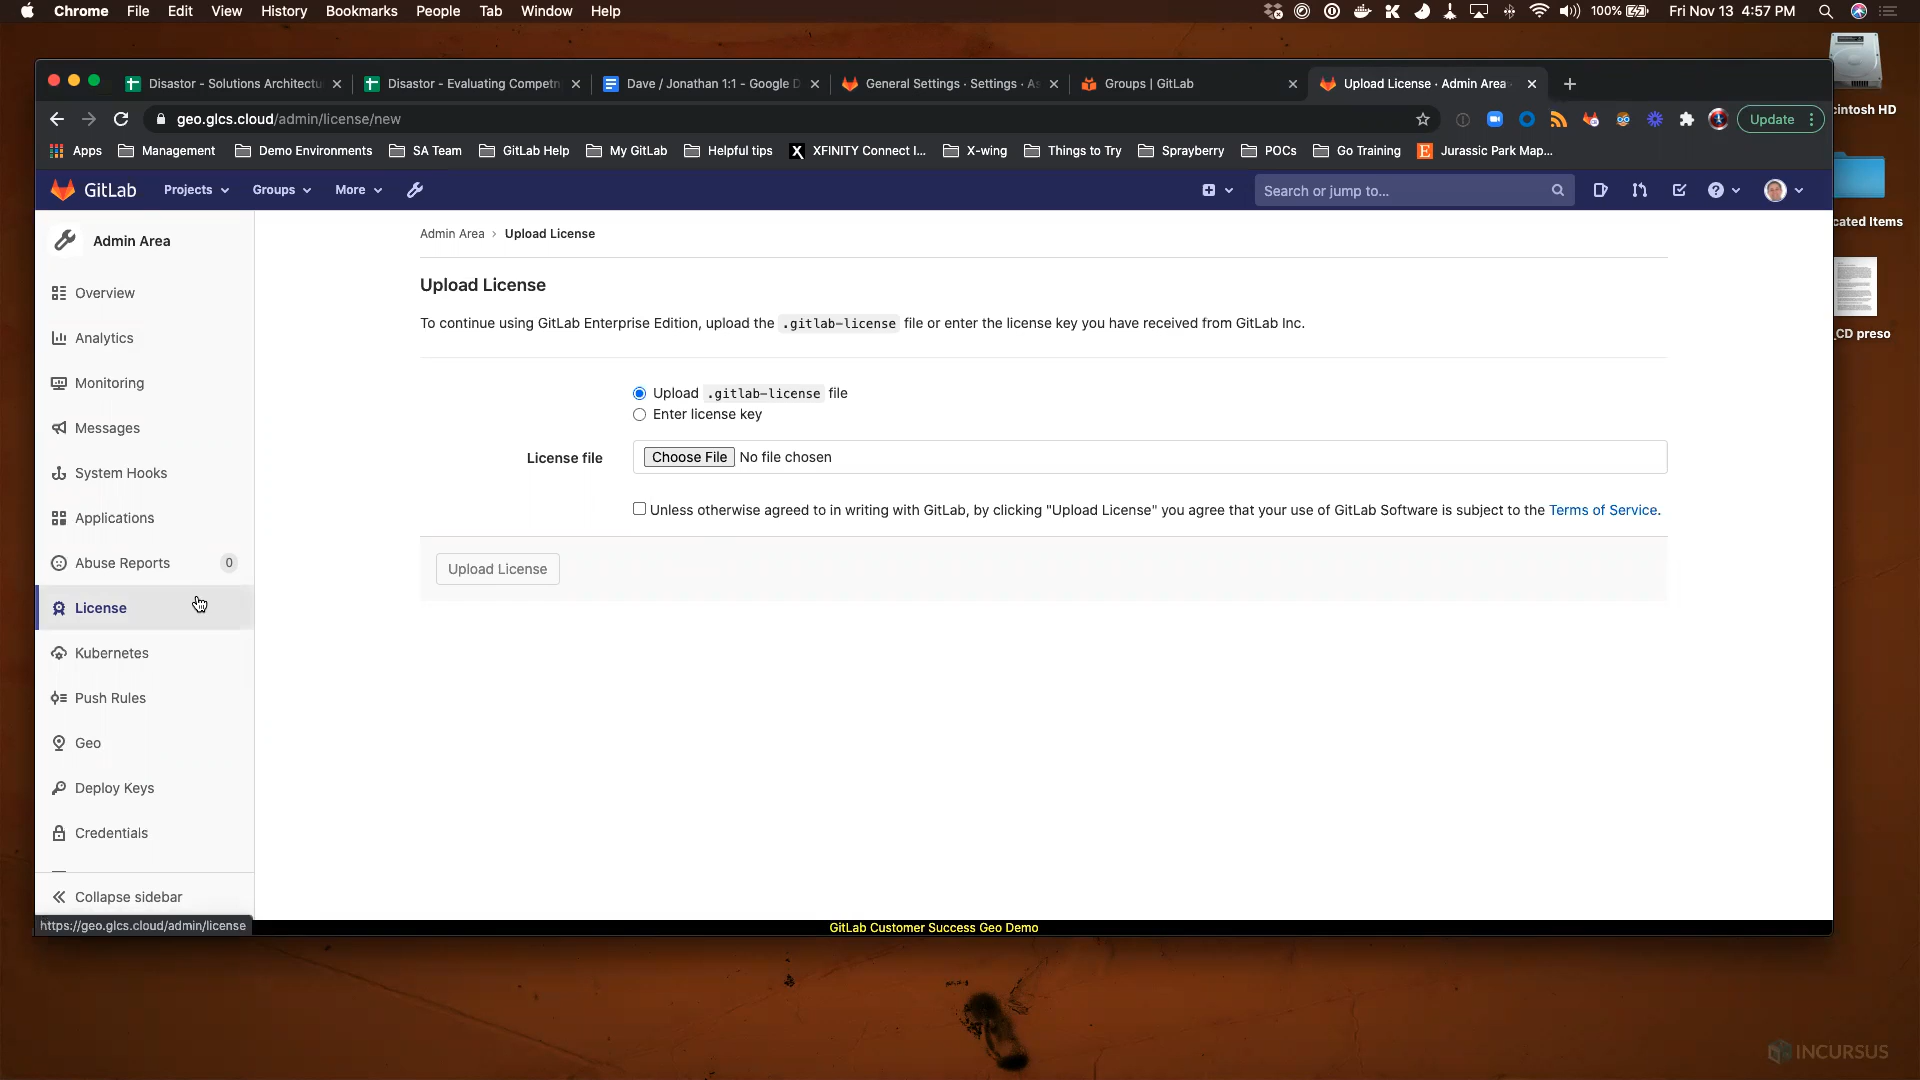 Chrome File Edit View History Bookmarks People Tab Window Help
100% Fri Nov 13 4:57 PM
Disastor - Solutions Architectu
Disastor - Evaluating Competn
Dave / Jonathan 1:1 - Google D
General Settings · Settings · As
Groups | GitLab
Upload License · Admin Area
geo.glcs.cloud/admin/license/new
Update
Apps Management Demo Environments SA Team GitLab Help My GitLab Helpful tips XFINITY Connect I... X-wing Things to Try Sprayberry POCs Go Training Jurassic Park Map...
GitLab Projects Groups More
Search or jump to...
Admin Area
Overview
Analytics
Monitoring
Messages
System Hooks
Applications
Abuse Reports 0
License
Kubernetes
Push Rules
Geo
Deploy Keys
Credentials
Collapse sidebar
https://geo.glcs.cloud/admin/license
Admin Area > Upload License
Upload License
To continue using GitLab Enterprise Edition, upload the .gitlab-license file or enter the license key you have received from GitLab Inc.
Upload .gitlab-license file
Enter license key
License file Choose File No file chosen
Unless otherwise agreed to in writing with GitLab, by clicking "Upload License" you agree that your use of GitLab Software is subject to the Terms of Service.
Upload License
GitLab Customer Success Geo Demo
cintosh HD
cated Items
CD preso
INCURSUS